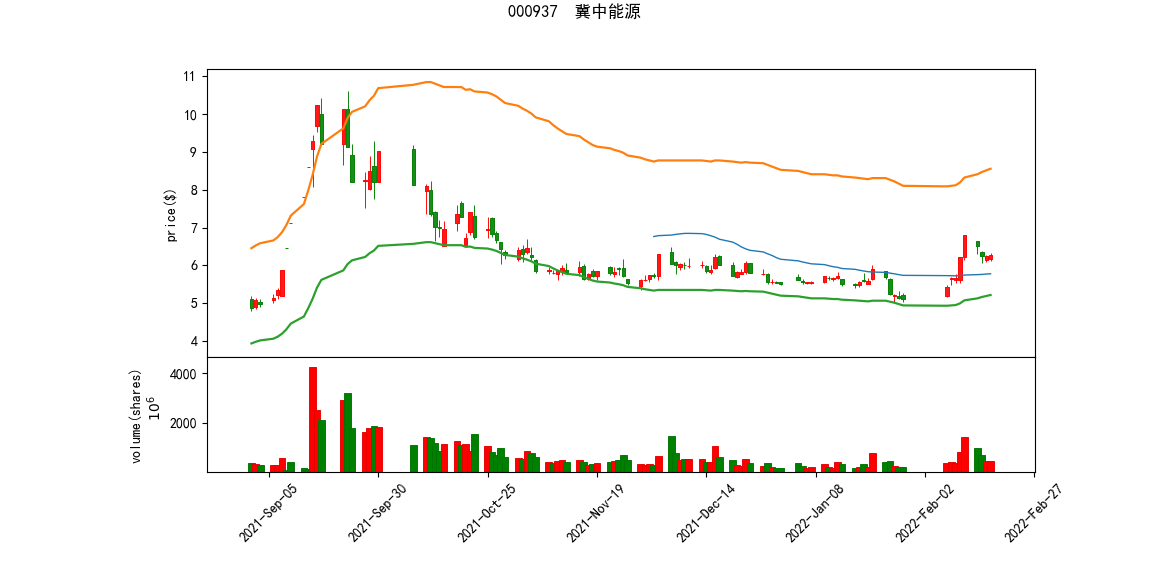 000937 冀中能源
11
10
9
8
7
6
5
4
price($)
4000
2000
volume(shares)
10^6
2021-Sep-05
2021-Sep-30
2021-Oct-25
2021-Nov-19
2021-Dec-14
2022-Jan-08
2022-Feb-02
2022-Feb-27